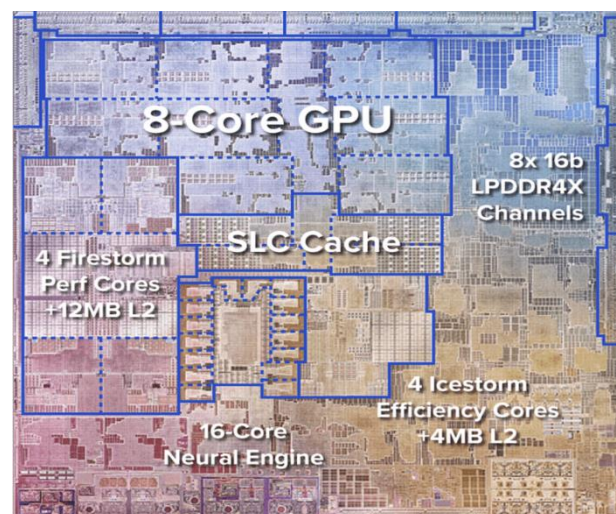 8-Core GPU
8x 16b
LPDDR4X
Channels
SLC Cache
4 Firestorm
Perf Cores
+12MB L2
4 Icestorm
Efficiency Cores
+4MB L2
16-Core
Neural Engine